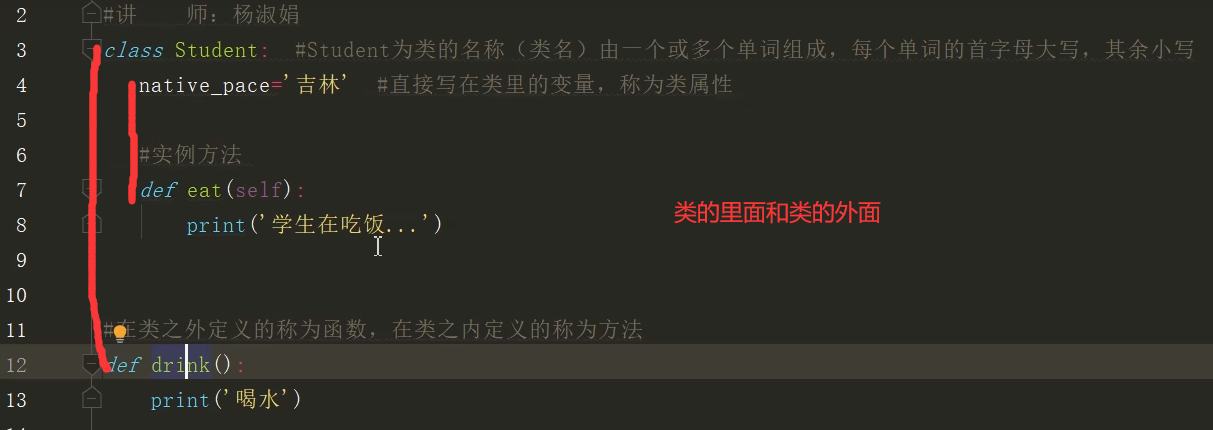 2 #讲 师：杨淑娟
3 class Student: #Student为类的名称（类名）由一个或多个单词组成，每个单词的首字母大写，其余小写
4 native_pace='吉林' #直接写在类里的变量，称为类属性
5
6 #实例方法
7 def eat(self):
类的里面和类的外面
8 print('学生在吃饭...')
9
10
11 #在类之外定义的称为函数，在类之内定义的称为方法
12 def drink():
13 print('喝水')